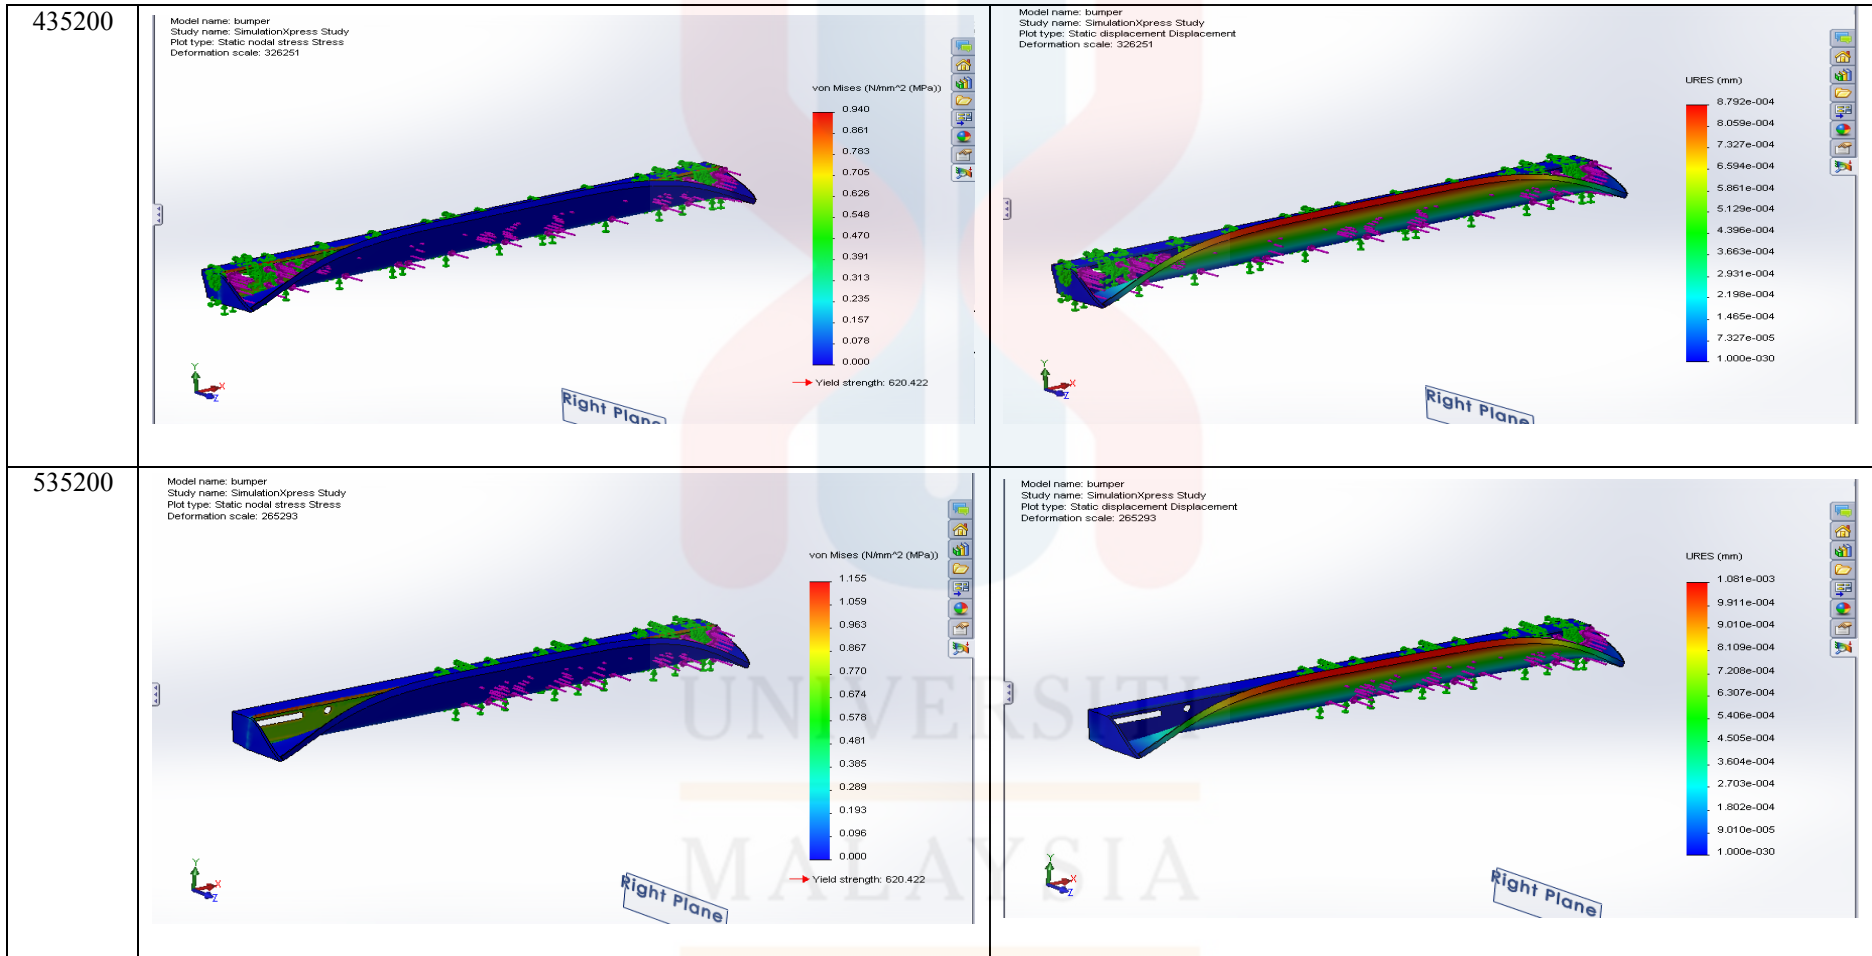 435200
Model name: bumper
Study name: SimulationXpress Study
Plot type: Static nodal stress Stress
Deformation scale: 326251
von Mises (N/mm^2 (MPa))
0.940
0.861
0.783
0.705
0.626
0.548
0.470
0.391
0.313
0.235
0.157
0.078
0.000
Yield strength: 620.422
Y
X
Z
Right Plane
Model name: bumper
Study name: SimulationXpress Study
Plot type: Static displacement Displacement
Deformation scale: 326251
URES (mm)
8.792e-004
8.059e-004
7.327e-004
6.594e-004
5.861e-004
5.129e-004
4.396e-004
3.663e-004
2.931e-004
2.198e-004
1.465e-004
7.327e-005
1.000e-030
Y
X
Z
Right Plane
535200
Model name: bumper
Study name: SimulationXpress Study
Plot type: Static nodal stress Stress
Deformation scale: 265293
von Mises (N/mm^2 (MPa))
1.155
1.059
0.963
0.867
0.770
0.674
0.578
0.481
0.385
0.289
0.193
0.096
0.000
Yield strength: 620.422
Y
X
Z
Right Plane
Model name: bumper
Study name: SimulationXpress Study
Plot type: Static displacement Displacement
Deformation scale: 265293
URES (mm)
1.081e-003
9.911e-004
9.010e-004
8.109e-004
7.208e-004
6.307e-004
5.406e-004
4.505e-004
3.604e-004
2.703e-004
1.802e-004
9.010e-005
1.000e-030
Y
X
Z
Right Plane
UNIVERSITI
MALAYSIA